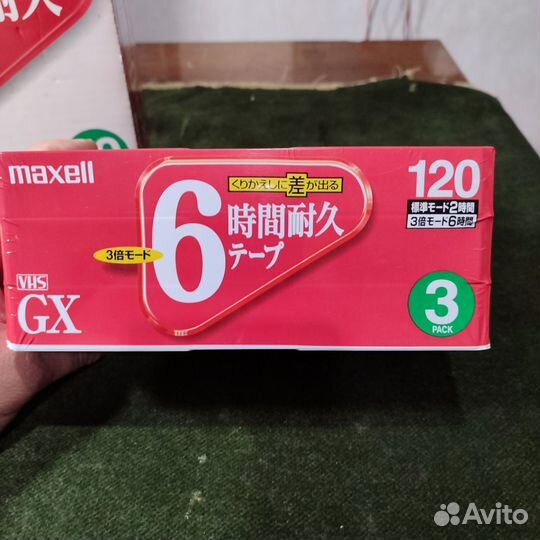 耐久
maxell
くりかえしに差が出る
6時間耐久
テープ
3倍モード
VHS
GX
120
標準モード2時間
3倍モード6時間
3
PACK
Avito